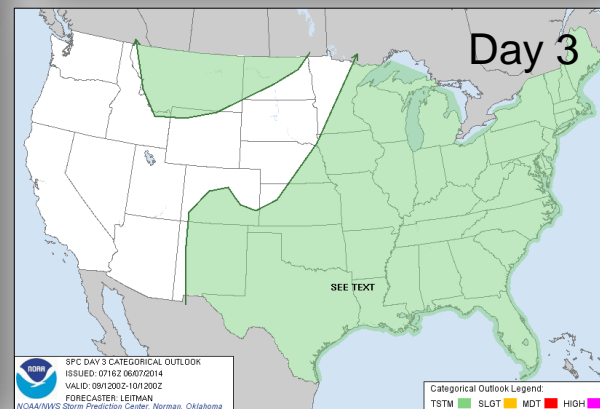 Day 3
SEE TEXT
NOAA
SPC DAY 3 CATEGORICAL OUTLOOK
ISSUED: 0716Z 06/07/2014
VALID: 09/1200Z-10/1200Z
FORECASTER: LEITMAN
NOAA/NWS Storm Prediction Center, Norman, Oklahoma
Categorical Outlook Legend:
TSTM SLGT MDT HIGH